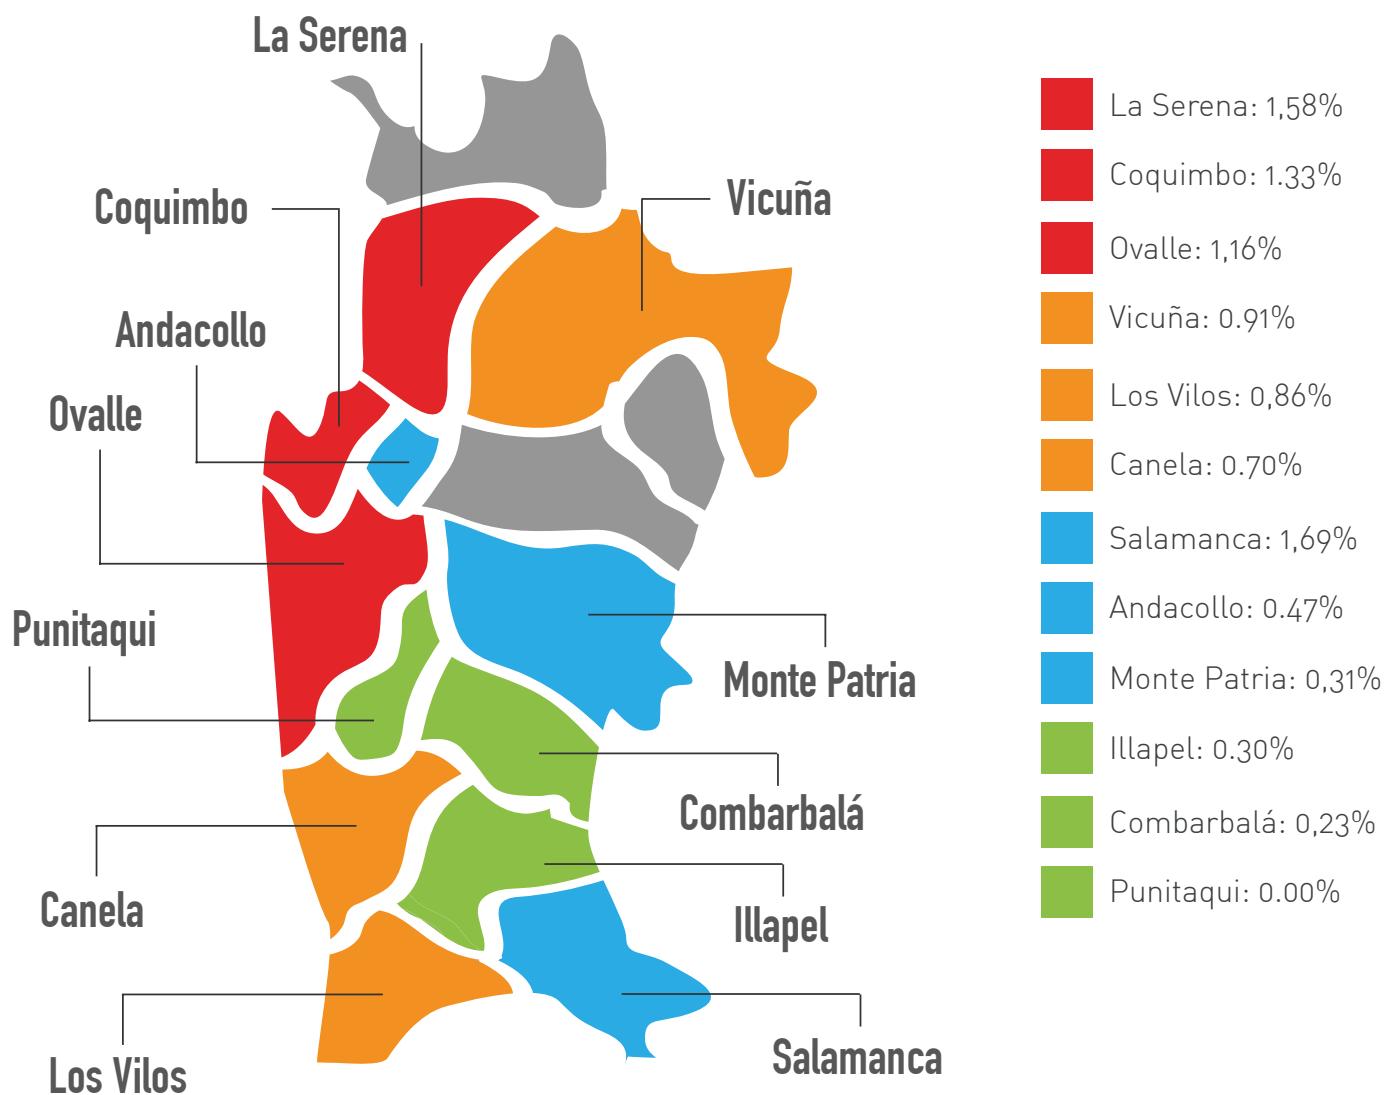 La Serena
Coquimbo
Vicuña
Andacollo
Ovalle
Punitaqui
Monte Patria
Combarbalá
Canela
Illapel
Los Vilos
Salamanca
La Serena: 1,58%
Coquimbo: 1.33%
Ovalle: 1,16%
Vicuña: 0.91%
Los Vilos: 0,86%
Canela: 0.70%
Salamanca: 1,69%
Andacollo: 0.47%
Monte Patria: 0,31%
Illapel: 0.30%
Combarbalá: 0,23%
Punitaqui: 0.00%